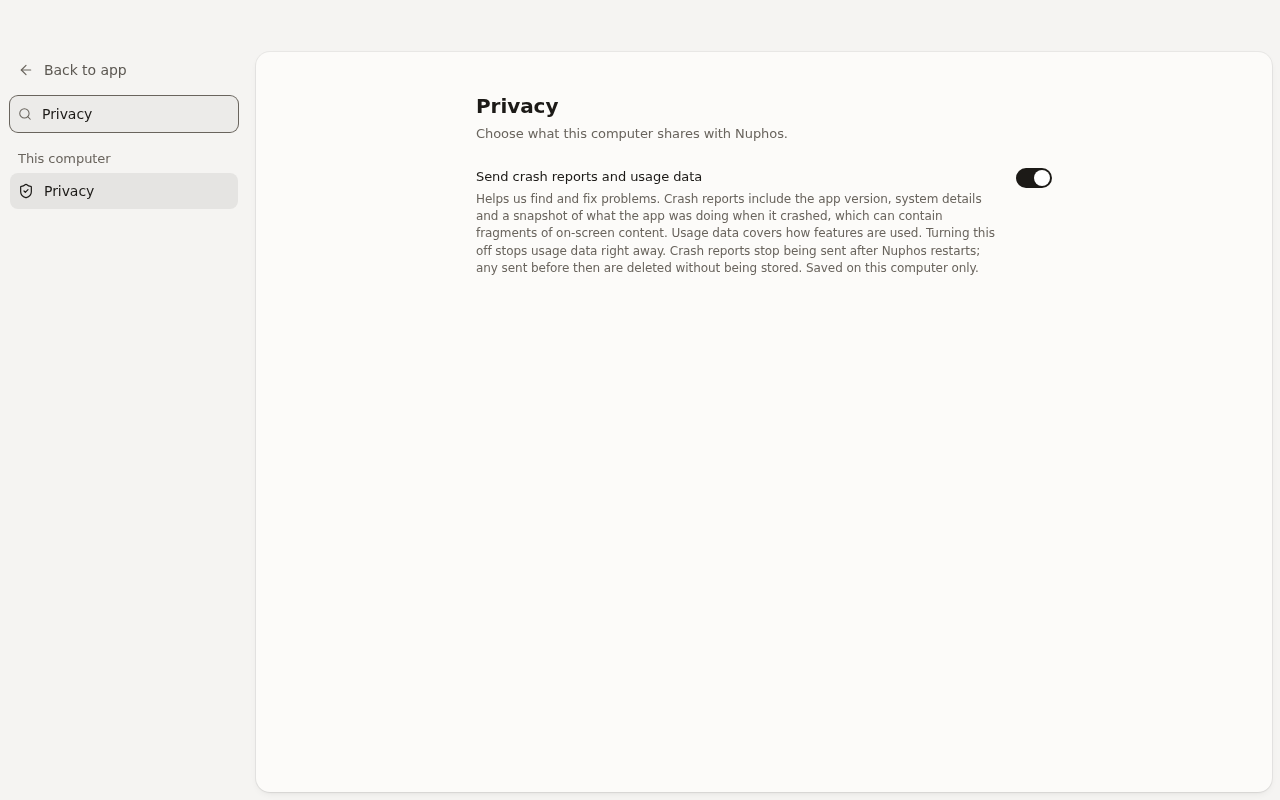 Back to app
Privacy
This computer
Privacy
Privacy
Choose what this computer shares with Nuphos.
Send crash reports and usage data
Helps us find and fix problems. Crash reports include the app version, system details
and a snapshot of what the app was doing when it crashed, which can contain
fragments of on-screen content. Usage data covers how features are used. Turning this
off stops usage data right away. Crash reports stop being sent after Nuphos restarts;
any sent before then are deleted without being stored. Saved on this computer only.